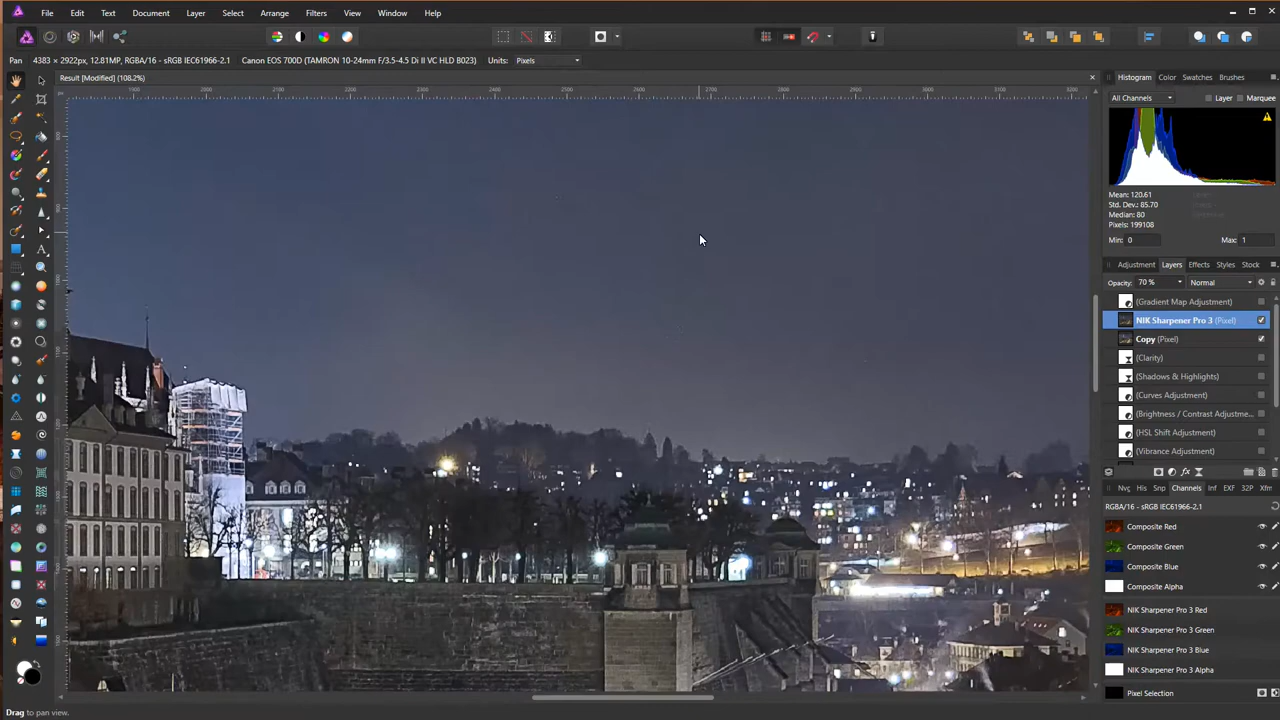 File Edit Text Document Layer Select Arrange Filters View Window Help
Pan 4383 x 2922px, 12.81MP, RGBA/16 - sRGB IEC61966-2.1 Canon EOS 700D (TAMRON 10-24mm F/3.5-4.5 Di II VC HLD B023) Units: Pixels
Result [Modified] (108.2%)
Histogram Color Swatches Brushes
All Channels Layer Marquee
Mean: 120.61
Std. Dev.: 85.70
Median: 80
Pixels: 199108
Min: 0 Max: 1
Adjustment Layers Effects Styles Stock
Opacity: 70 % Normal
(Gradient Map Adjustment)
NIK Sharpener Pro 3 (Pixel)
Copy (Pixel)
(Clarity)
(Shadows & Highlights)
(Curves Adjustment)
(Brightness / Contrast Adjustme...
(HSL Shift Adjustment)
(Vibrance Adjustment)
His Snp Channels Inf EXF 32P
RGBA/16 - sRGB IEC61966-2.1
Composite Red
Composite Green
Composite Blue
Composite Alpha
NIK Sharpener Pro 3 Red
NIK Sharpener Pro 3 Green
NIK Sharpener Pro 3 Blue
NIK Sharpener Pro 3 Alpha
Pixel Selection
Drag to pan view.